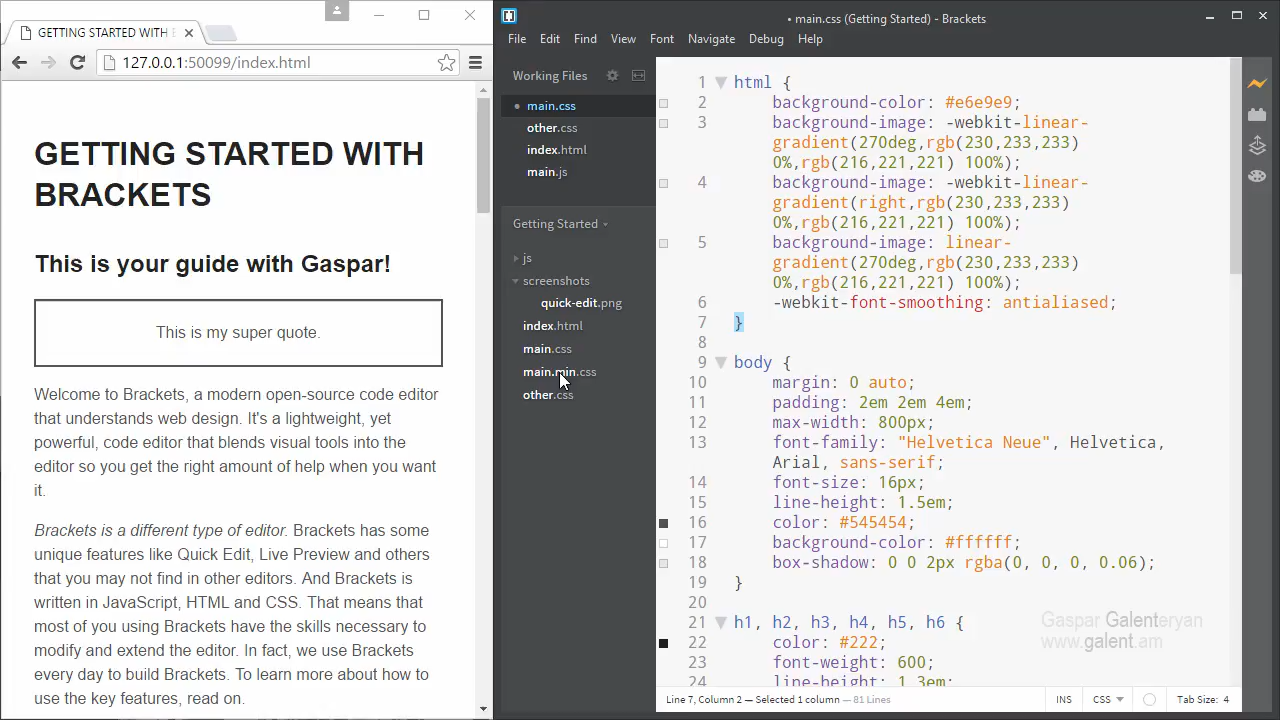 GETTING STARTED WITH B
127.0.0.1:50099/index.html
GETTING STARTED WITH
BRACKETS
This is your guide with Gaspar!
This is my super quote.
Welcome to Brackets, a modern open-source code editor
that understands web design. It's a lightweight, yet
powerful, code editor that blends visual tools into the
editor so you get the right amount of help when you want
it.
Brackets is a different type of editor. Brackets has some
unique features like Quick Edit, Live Preview and others
that you may not find in other editors. And Brackets is
written in JavaScript, HTML and CSS. That means that
most of you using Brackets have the skills necessary to
modify and extend the editor. In fact, we use Brackets
every day to build Brackets. To learn more about how to
use the key features, read on.
• main.css (Getting Started) - Brackets
File Edit Find View Font Navigate Debug Help
Working Files
main.css
other.css
index.html
main.js
Getting Started
js
screenshots
quick-edit.png
index.html
main.css
main.min.css
other.css
1 html {
2 background-color: #e6e9e9;
3 background-image: -webkit-linear-
gradient(270deg,rgb(230,233,233)
0%,rgb(216,221,221) 100%);
4 background-image: -webkit-linear-
gradient(right,rgb(230,233,233)
0%,rgb(216,221,221) 100%);
5 background-image: linear-
gradient(270deg,rgb(230,233,233)
0%,rgb(216,221,221) 100%);
6 -webkit-font-smoothing: antialiased;
7 }
8
9 body {
10 margin: 0 auto;
11 padding: 2em 2em 4em;
12 max-width: 800px;
13 font-family: "Helvetica Neue", Helvetica,
Arial, sans-serif;
14 font-size: 16px;
15 line-height: 1.5em;
16 color: #545454;
17 background-color: #ffffff;
18 box-shadow: 0 0 2px rgba(0, 0, 0, 0.06);
19 }
20
21 h1, h2, h3, h4, h5, h6 {
22 color: #222;
23 font-weight: 600;
24 line-height: 1.3em;
Gaspar Galenteryan
www.galent.am
Line 7, Column 2 — Selected 1 column — 81 Lines
INS
CSS
Tab Size: 4